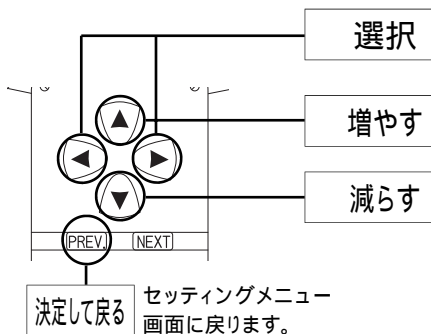 選択
増やす
減らす
PREV. NEXT
決定して戻る
セッティングメニュー
画面に戻ります。